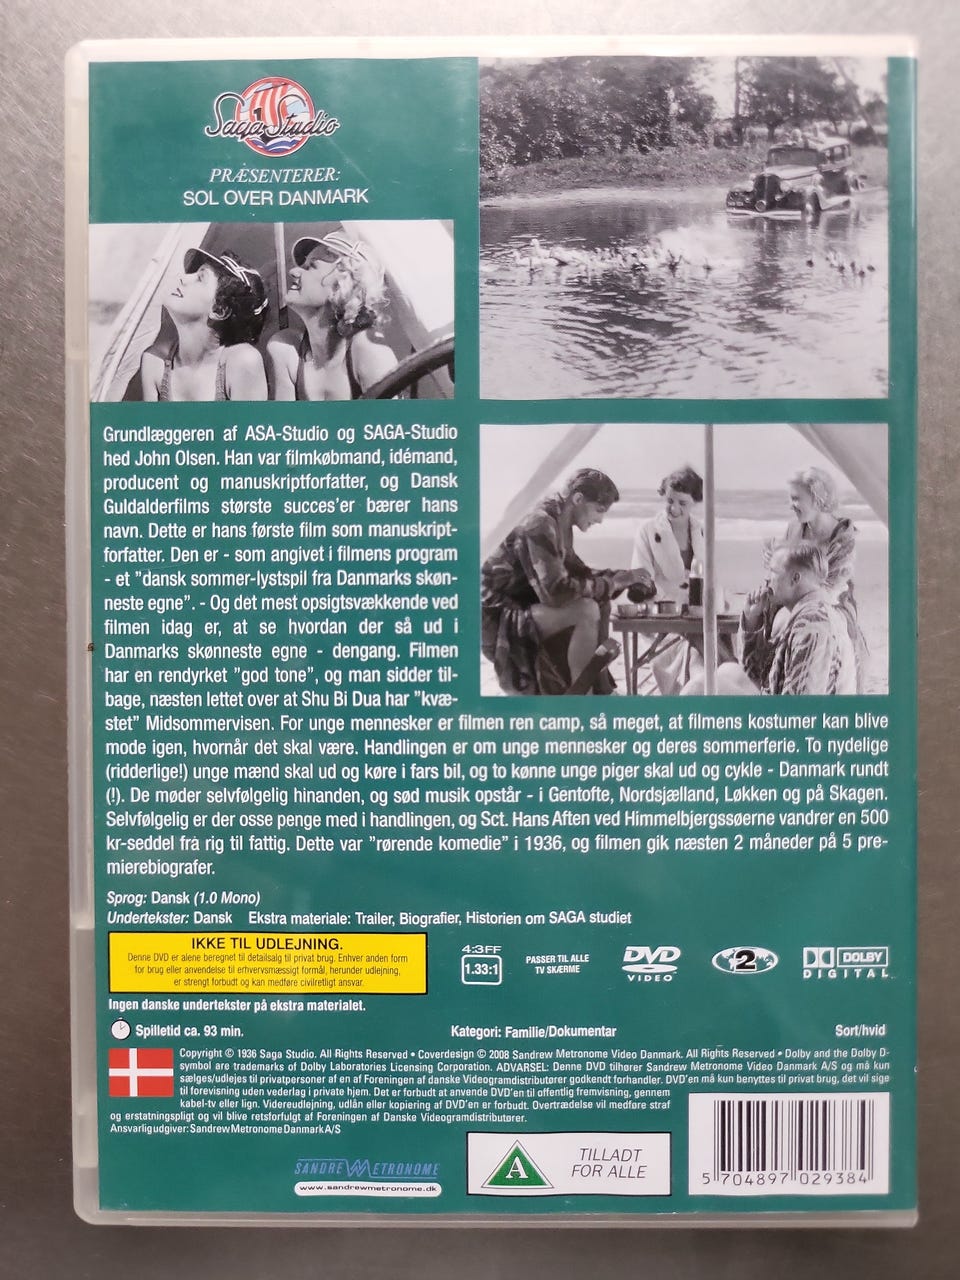 Saga Studio
PRÆSENTERER:
SOL OVER DANMARK
Grundlæggeren af ASA-Studio og SAGA-Studio
hed John Olsen. Han var filmkøbmand, idémand,
producent og manuskriptforfatter, og Dansk
Guldalderfilms største succes'er bærer hans
navn. Dette er hans første film som manuskript-
forfatter. Den er - som angivet i filmens program
- et "dansk sommer-lystspil fra Danmarks skøn-
neste egne". - Og det mest opsigtsvækkende ved
filmen idag er, at se hvordan der så ud i
Danmarks skønneste egne - dengang. Filmen
har en rendyrket "god tone", og man sidder til-
bage, næsten lettet over at Shu Bi Dua har "kvæ-
stet" Midsommervisen. For unge mennesker er filmen ren camp, så meget, at filmens kostumer kan blive
mode igen, hvornår det skal være. Handlingen er om unge mennesker og deres sommerferie. To nydelige
(ridderlige!) unge mænd skal ud og køre i fars bil, og to kønne unge piger skal ud og cykle - Danmark rundt
(!). De møder selvfølgelig hinanden, og sød musik opstår - i Gentofte, Nordsjælland, Løkken og på Skagen.
Selvfølgelig er der osse penge med i handlingen, og Sct. Hans Aften ved Himmelbjergssøerne vandrer en 500
kr-seddel fra rig til fattig. Dette var "rørende komedie" i 1936, og filmen gik næsten 2 måneder på 5 pre-
mierebiografer.
Sprog: Dansk (1.0 Mono)
Undertekster: Dansk Ekstra materiale: Trailer, Biografier, Historien om SAGA studiet
IKKE TIL UDLEJNING.
Denne DVD er alene beregnet til detailsalg til privat brug. Enhver anden form
for brug eller anvendelse til erhvervsmæssigt formål, herunder udlejning,
er strengt forbudt og kan medføre civilretligt ansvar.
4:3FF
1.33:1
PASSER TIL ALLE
TV SKÆRME
DVD
VIDEO
2
DOLBY
DIGITAL
Ingen danske undertekster på ekstra materialet.
Spilletid ca. 93 min.
Kategori: Familie/Dokumentar
Sort/hvid
Copyright © 1936 Saga Studio. All Rights Reserved • Coverdesign © 2008 Sandrew Metronome Video Danmark. All Rights Reserved • Dolby and the Dolby D-
symbol are trademarks of Dolby Laboratories Licensing Corporation. ADVARSEL: Denne DVD tilhører Sandrew Metronome Video Danmark A/S og må kun
sælges/udlejes til privatpersoner af en af Foreningen af danske Videogramdistributører godkendt forhandler. DVD'en må kun benyttes til privat brug, det vil sige
til forevisning uden vederlag i private hjem. Det er forbudt at anvende DVD'en til offentlig fremvisning, gennem
kabel-tv eller lign. Videreudlejning, udlån eller kopiering af DVD'en er forbudt. Overtrædelse vil medføre straf
og erstatningspligt og vil blive retsforfulgt af Foreningen af Danske Videogramdistributører.
Ansvarlig udgiver: Sandrew Metronome Danmark A/S
SANDREW METRONOME
www.sandrewmetronome.dk
A
TILLADT
FOR ALLE
5 704897 029384